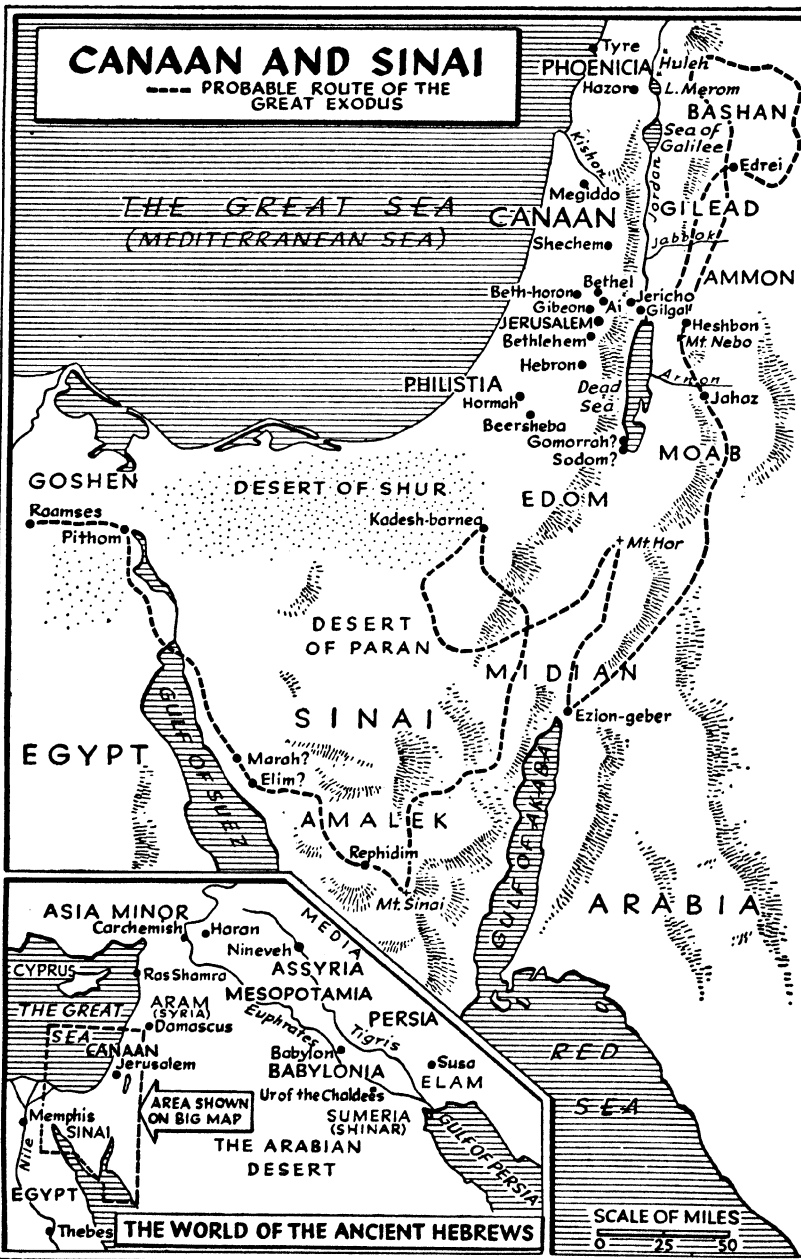 CANAAN AND SINAI
PROBABLE ROUTE OF THE
GREAT EXODUS
Tyre
PHOENICIA
Huleh
Hazor
L. Merom
BASHAN
Sea of
Galilee
Kishon
Edrei
Megiddo
Jordan
GILEAD
THE GREAT SEA
(MEDITERRANEAN SEA)
CANAAN
Shechem
Jabbok
AMMON
Bethel
Beth-horon
Ai
Jericho
Gibeon
Gilgal
JERUSALEM
Heshbon
Bethlehem
Mt. Nebo
Hebron
Arnon
PHILISTIA
Dead
Sea
Jahaz
Hormah
Beersheba
Gomorrah?
Sodom?
MOAB
GOSHEN
DESERT OF SHUR
EDOM
Raamses
Pithom
Kadesh-barnea
Mt. Hor
DESERT
OF PARAN
MIDIAN
SINAI
Ezion-geber
EGYPT
GULF OF SUEZ
Marah?
Elim?
AMALEK
GULF OF AKABA
Rephidim
Mt. Sinai
ARABIA
RED
SEA
SCALE OF MILES
0 25 50
ASIA MINOR
Carchemish
Haran
MEDIA
Nineveh
ASSYRIA
CYPRUS
Ras Shamra
MESOPOTAMIA
THE GREAT
SEA
ARAM
(SYRIA)
Damascus
Euphrates
Tigris
PERSIA
CANAAN
Jerusalem
Babylon
BABYLONIA
Susa
ELAM
Ur of the Chaldees
AREA SHOWN
ON BIG MAP
SUMERIA
(SHINAR)
Memphis
SINAI
THE ARABIAN
DESERT
GULF OF PERSIA
Nile
EGYPT
Thebes
THE WORLD OF THE ANCIENT HEBREWS